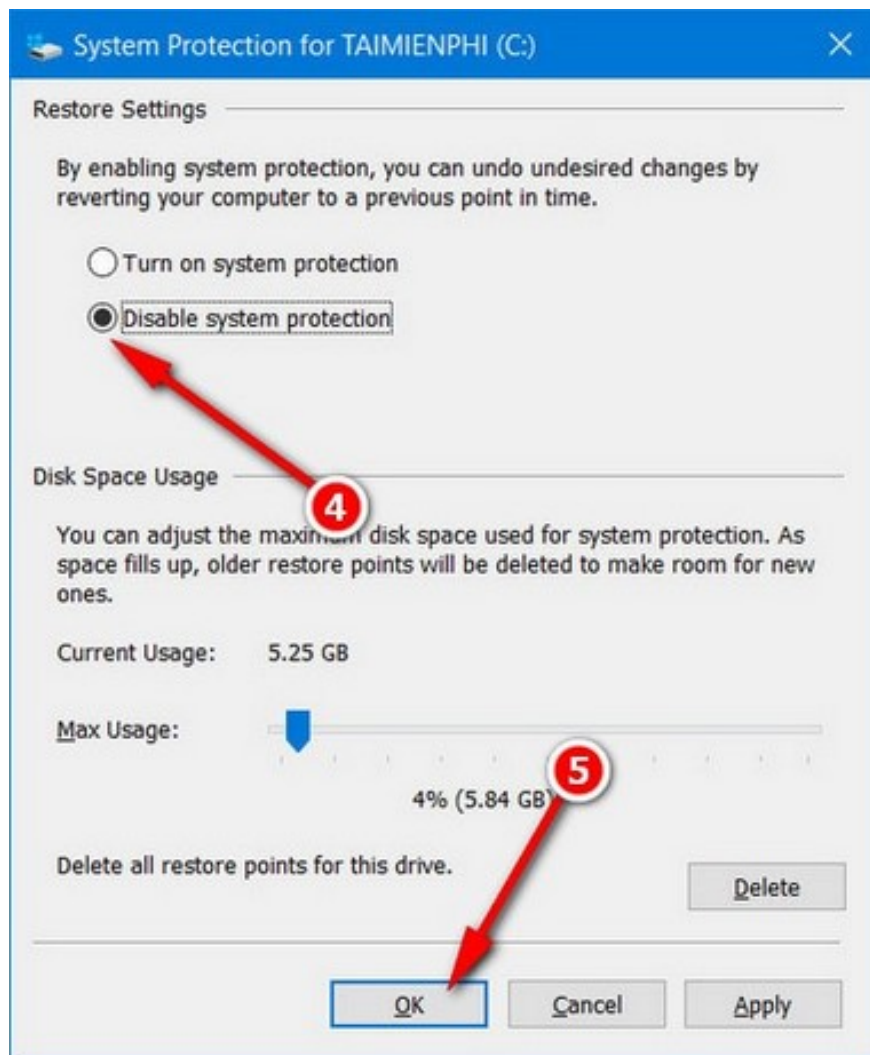 System Protection for TAIMIENPHI (C:)
Restore Settings
By enabling system protection, you can undo undesired changes by
reverting your computer to a previous point in time.
Turn on system protection
Disable system protection
4
Disk Space Usage
You can adjust the maximum disk space used for system protection. As
space fills up, older restore points will be deleted to make room for new
ones.
Current Usage: 5.25 GB
Max Usage:
5
4% (5.84 GB)
Delete all restore points for this drive.
Delete
OK Cancel Apply